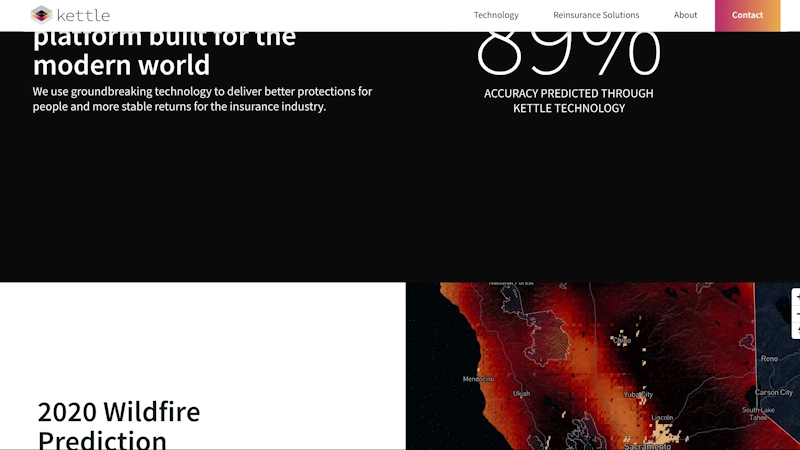 kettle
Technology
Reinsurance Solutions
About
Contact
platform built for the
modern world
We use groundbreaking technology to deliver better protections for
people and more stable returns for the insurance industry.
89%
ACCURACY PREDICTED THROUGH
KETTLE TECHNOLOGY
2020 Wildfire
Prediction
National Forest
Chico
Mendocino
Ukiah
Yuba City
Lincoln
Sacramento
Reno
Carson City
South Lake
Tahoe